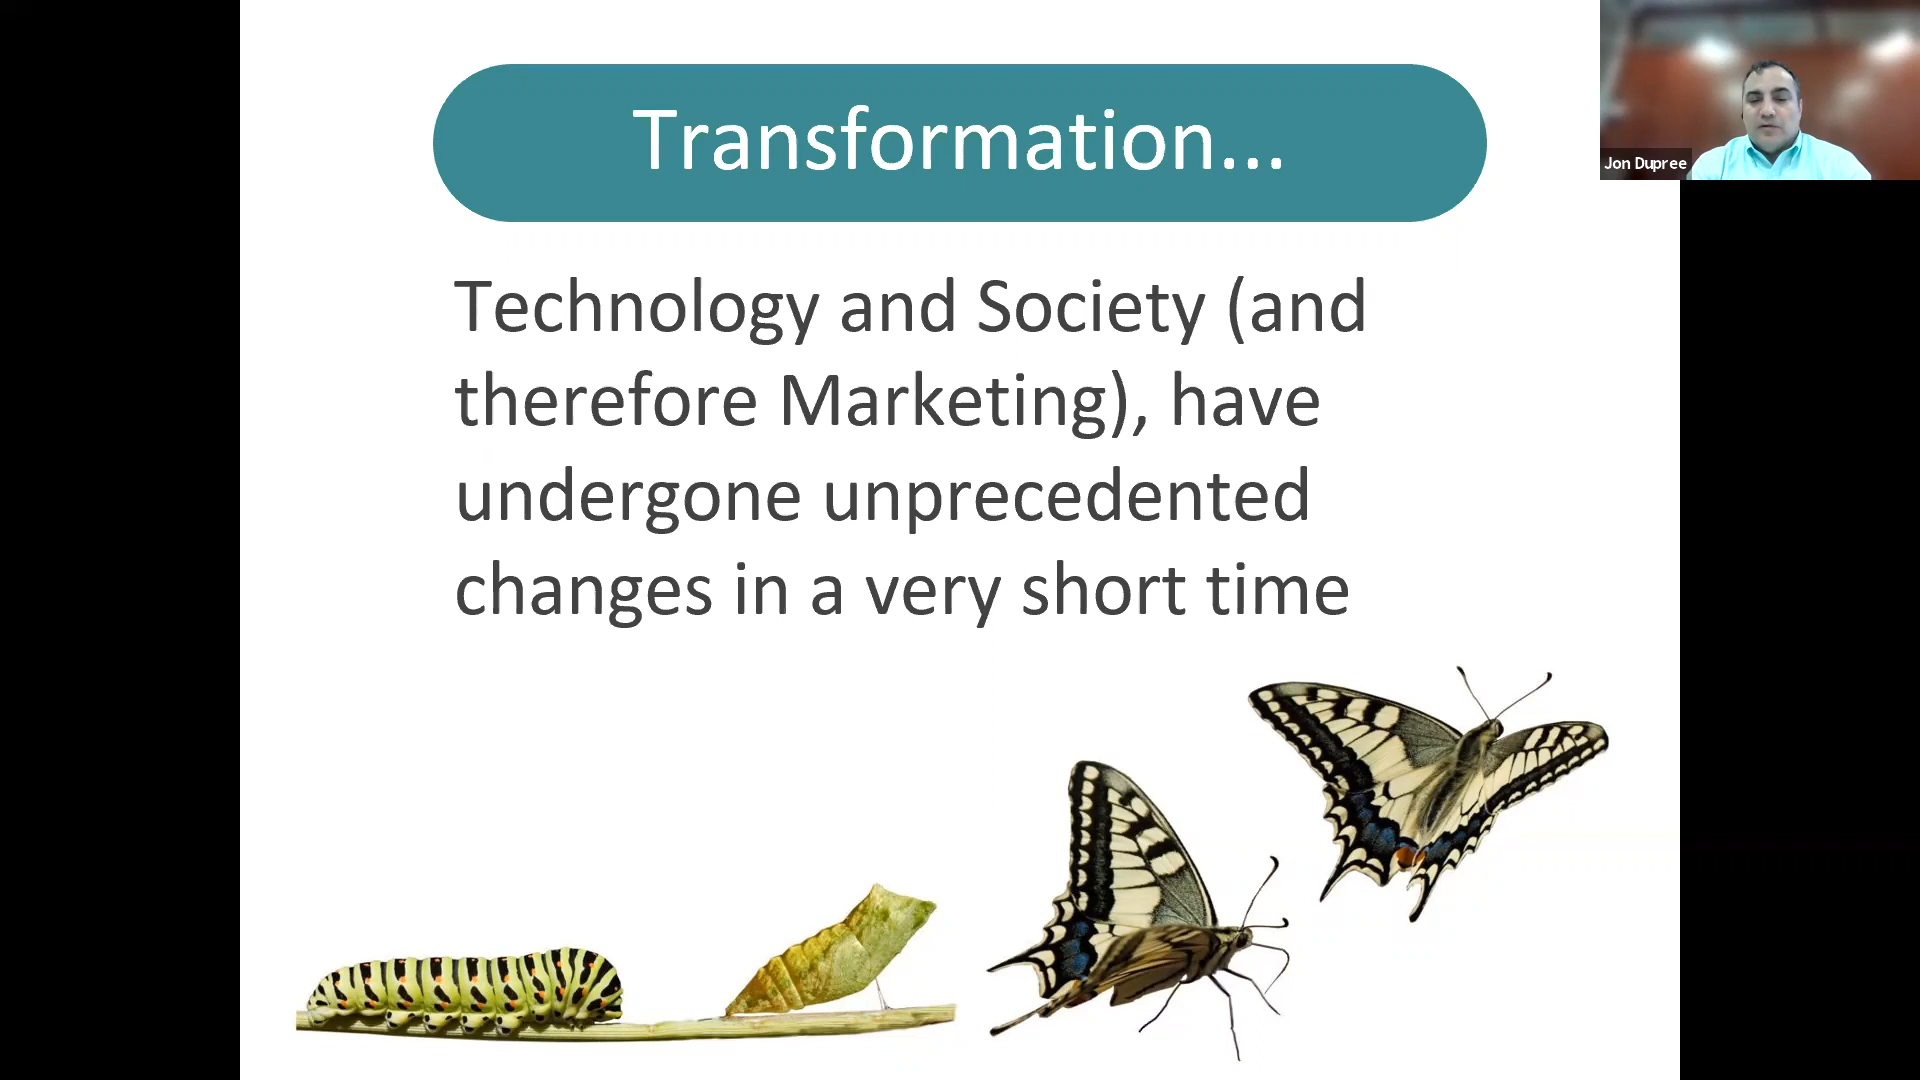 Transformation...
Jon Dupree
Technology and Society (and
therefore Marketing), have
undergone unprecedented
changes in a very short time